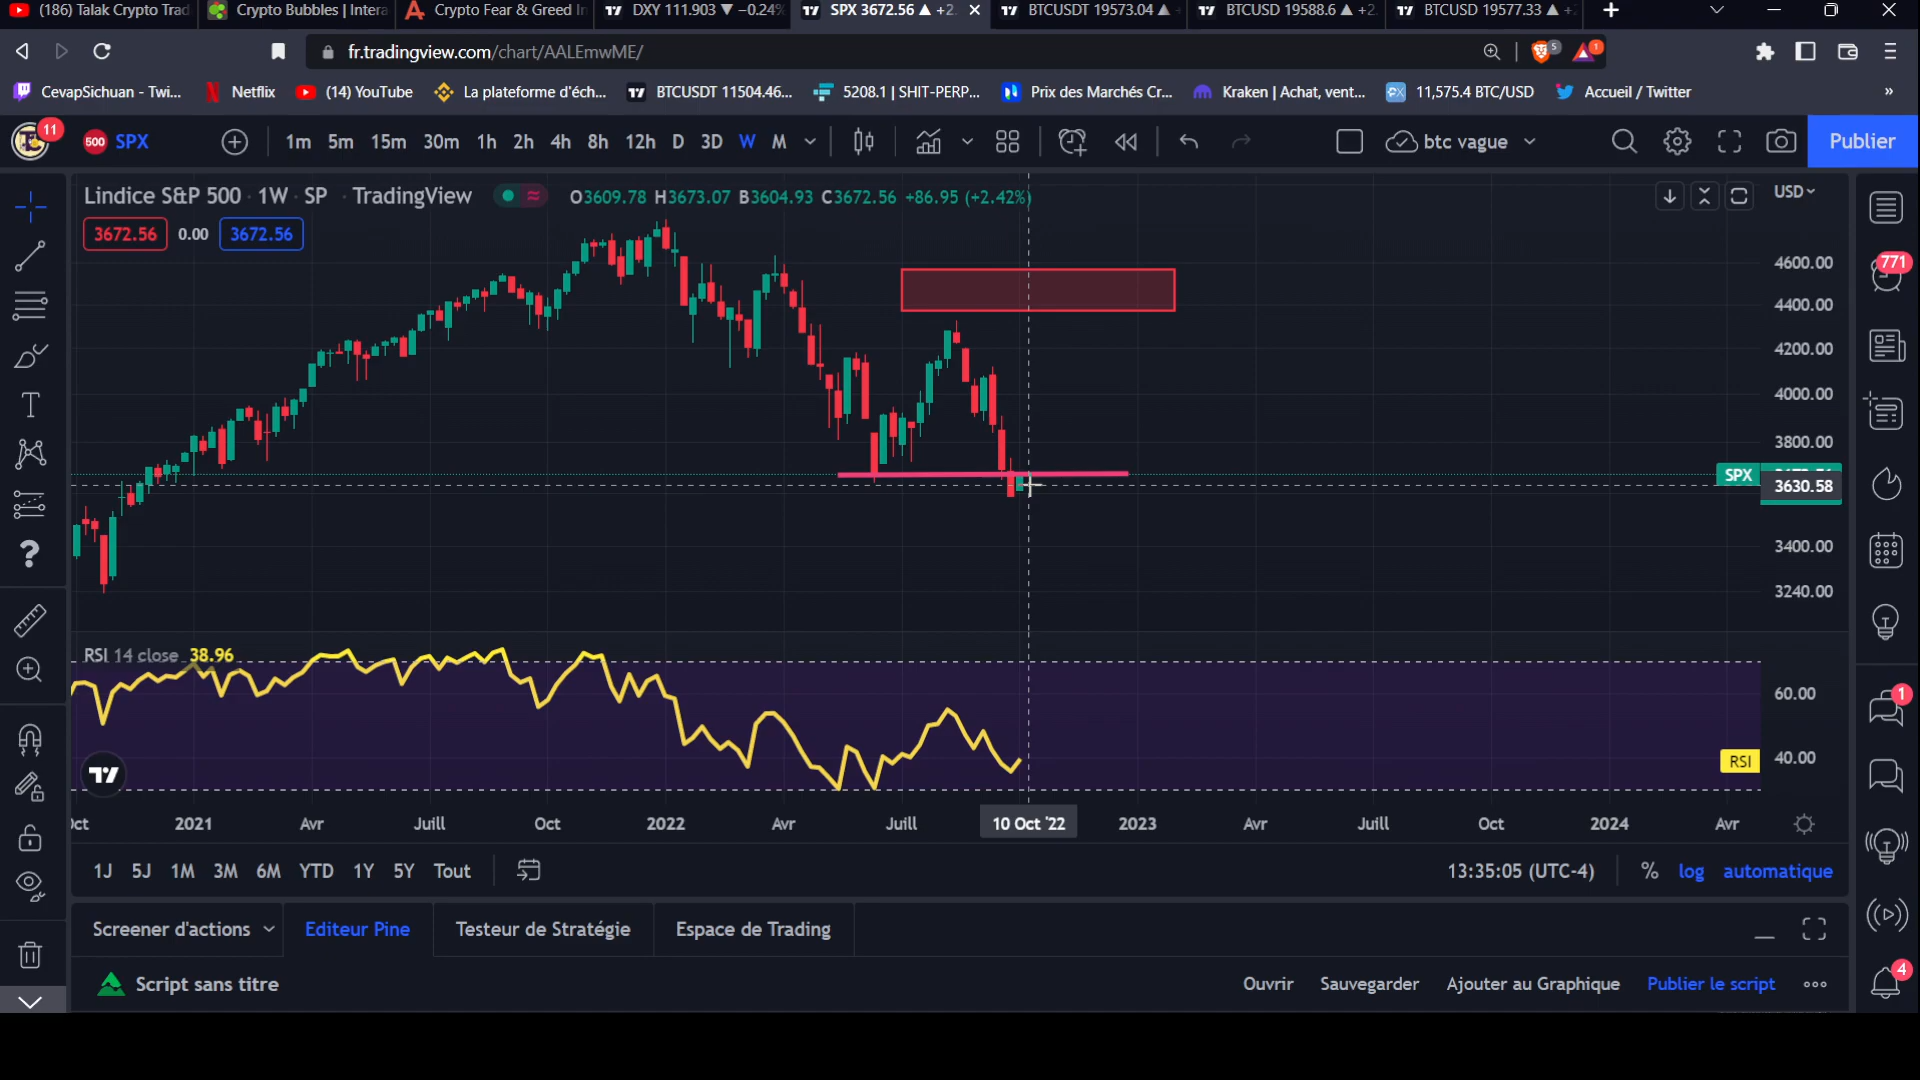 (186) Talak Crypto Trad
Crypto Bubbles | Intera
Crypto Fear & Greed In
DXY 111.903 ▼ −0.24%
SPX 3672.56 ▲ +2.
BTCUSDT 19573.04 ▲
BTCUSD 19588.6 ▲ +2.
BTCUSD 19577.33 ▲ +2
fr.tradingview.com/chart/AALEmwME/
5
1
CevapSichuan - Twi...
Netflix
(14) YouTube
La plateforme d'éch...
BTCUSDT 11504.46...
5208.1 | SHIT-PERP...
Prix des Marchés Cr...
Kraken | Achat, vent...
11,575.4 BTC/USD
Accueil / Twitter
»
11
500
SPX
1m 5m 15m 30m 1h 2h 4h 8h 12h D 3D W M
btc vague
Publier
Lindice S&P 500 · 1W · SP · TradingView
O3609.78 H3673.07 B3604.93 C3672.56 +86.95 (+2.42%)
USD
3672.56 0.00 3672.56
4600.00
771
4400.00
4200.00
4000.00
3800.00
SPX
3630.58
3400.00
3240.00
RSI 14 close 38.96
60.00
1
RSI
40.00
Oct 2021 Avr Juill Oct 2022 Avr Juill 10 Oct '22 2023 Avr Juill Oct 2024 Avr
1J 5J 1M 3M 6M YTD 1Y 5Y Tout
13:35:05 (UTC-4) % log automatique
Screener d'actions
Editeur Pine
Testeur de Stratégie
Espace de Trading
4
Script sans titre
Ouvrir
Sauvegarder
Ajouter au Graphique
Publier le script